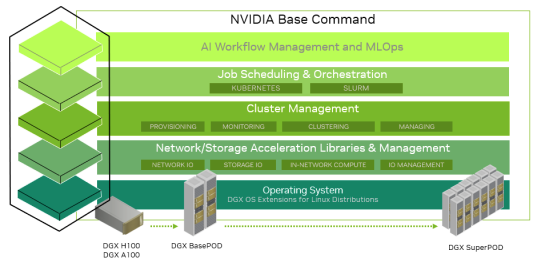 NVIDIA Base Command
AI Workflow Management and MLOps
Job Scheduling & Orchestration
KUBERNETES
SLURM
Cluster Management
PROVISIONING
MONITORING
CLUSTERING
MANAGING
Network/Storage Acceleration Libraries & Management
NETWORK IO
STORAGE IO
IN-NETWORK COMPUTE
IO MANAGEMENT
Operating System
DGX OS Extensions for Linux Distributions
DGX H100
DGX A100
DGX BasePOD
DGX SuperPOD